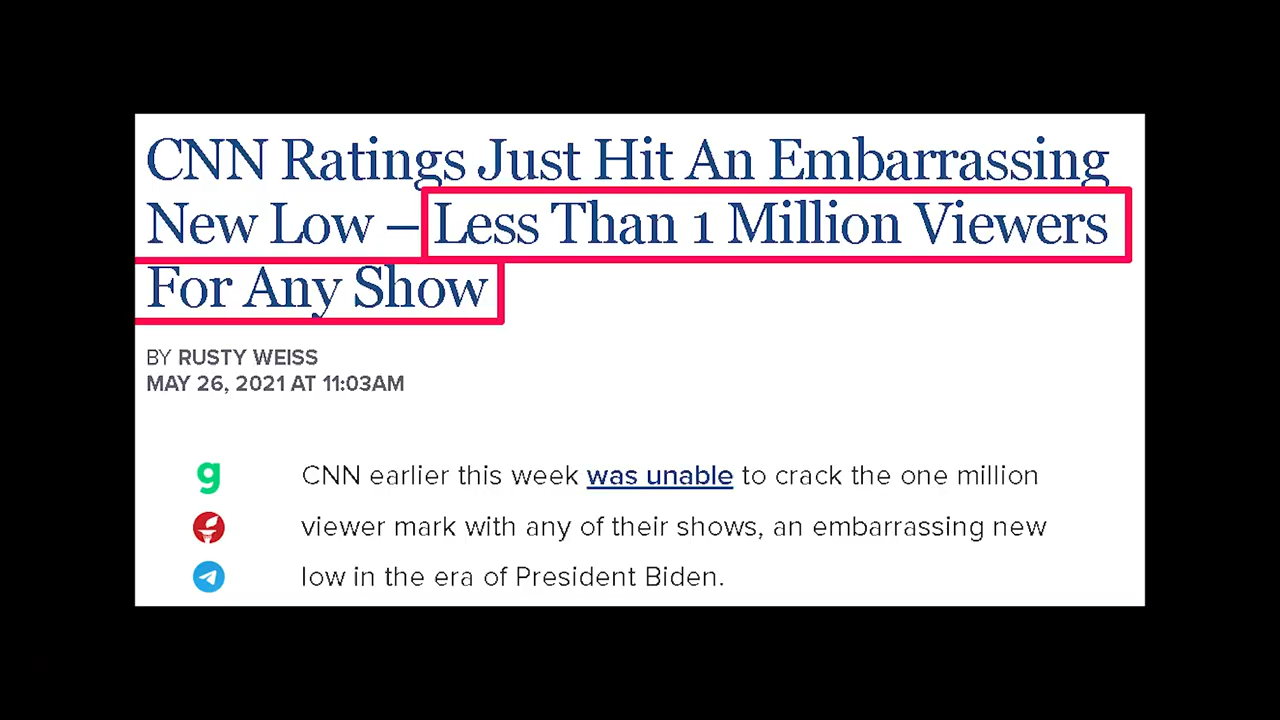 CNN Ratings Just Hit An Embarrassing
New Low – Less Than 1 Million Viewers
For Any Show
BY RUSTY WEISS
MAY 26, 2021 AT 11:03AM
g
CNN earlier this week was unable to crack the one million
viewer mark with any of their shows, an embarrassing new
low in the era of President Biden.